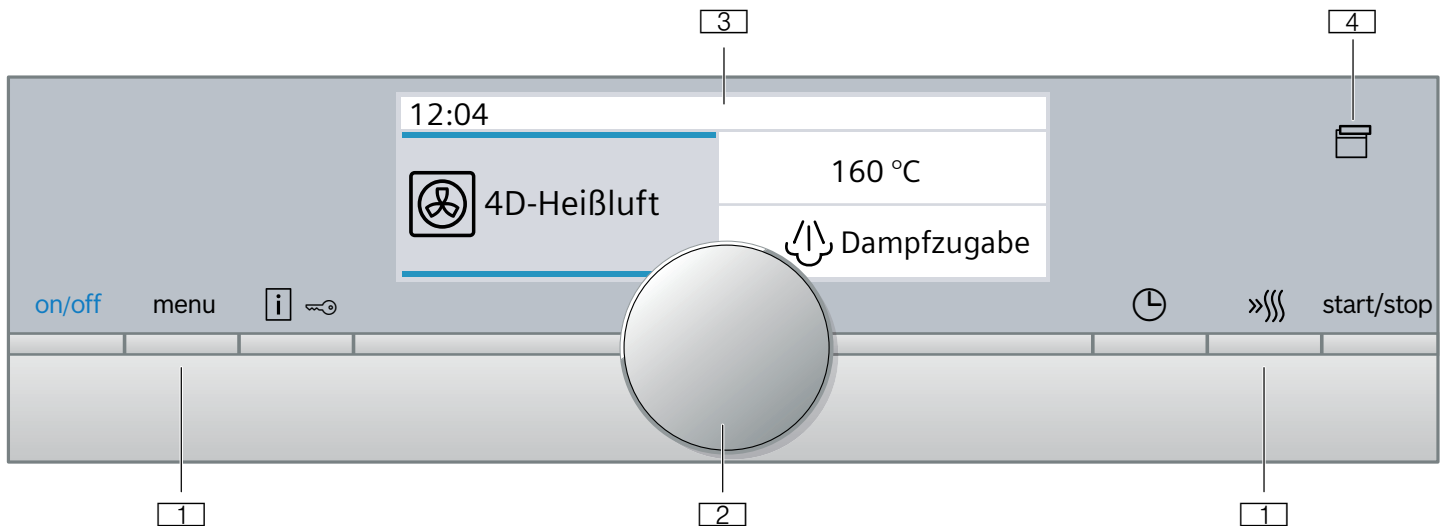 3 4
12:04
160 °C
4D-Heißluft
Dampfzugabe
on/off menu i start/stop
1 2 1